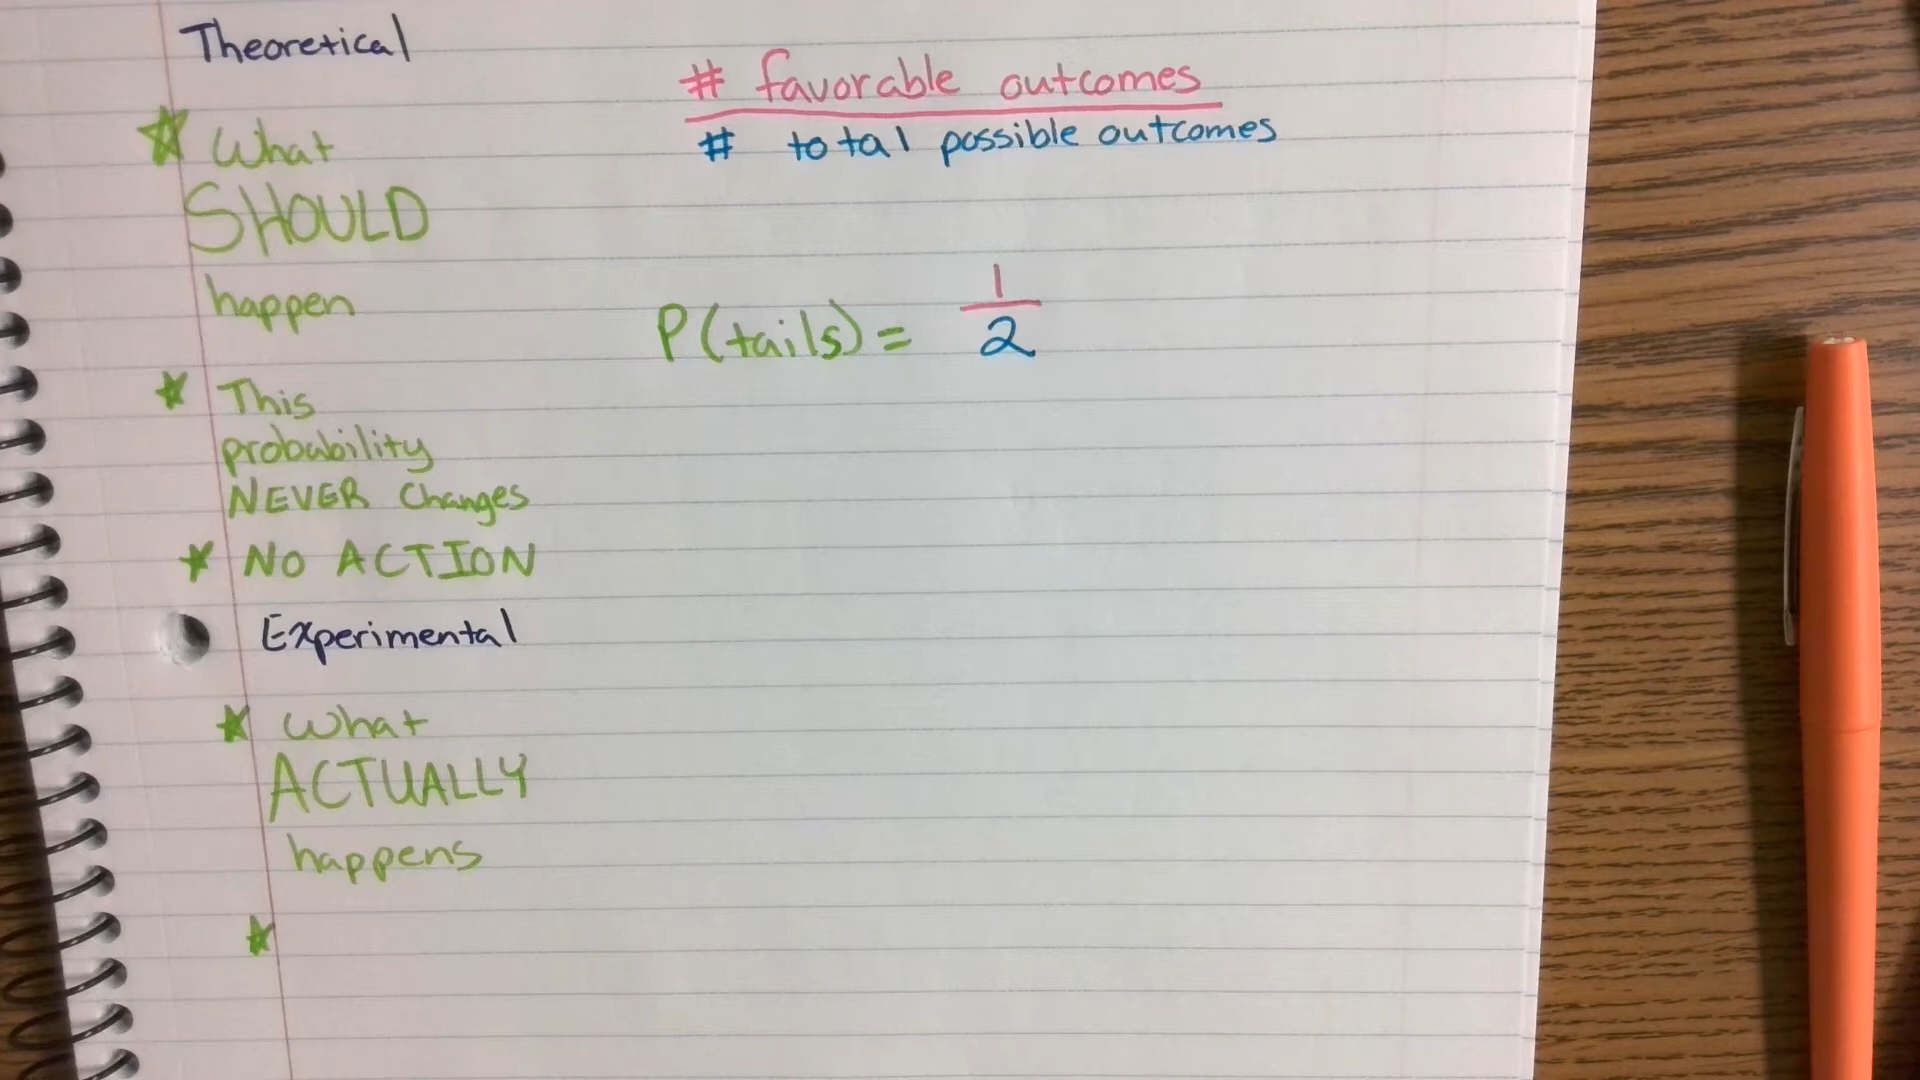 Theoretical
# favorable outcomes
# total possible outcomes
What
SHOULD
happen
P(tails) = 1/2
This
probability
NEVER Changes
NO ACTION
Experimental
What
ACTUALLY
happens